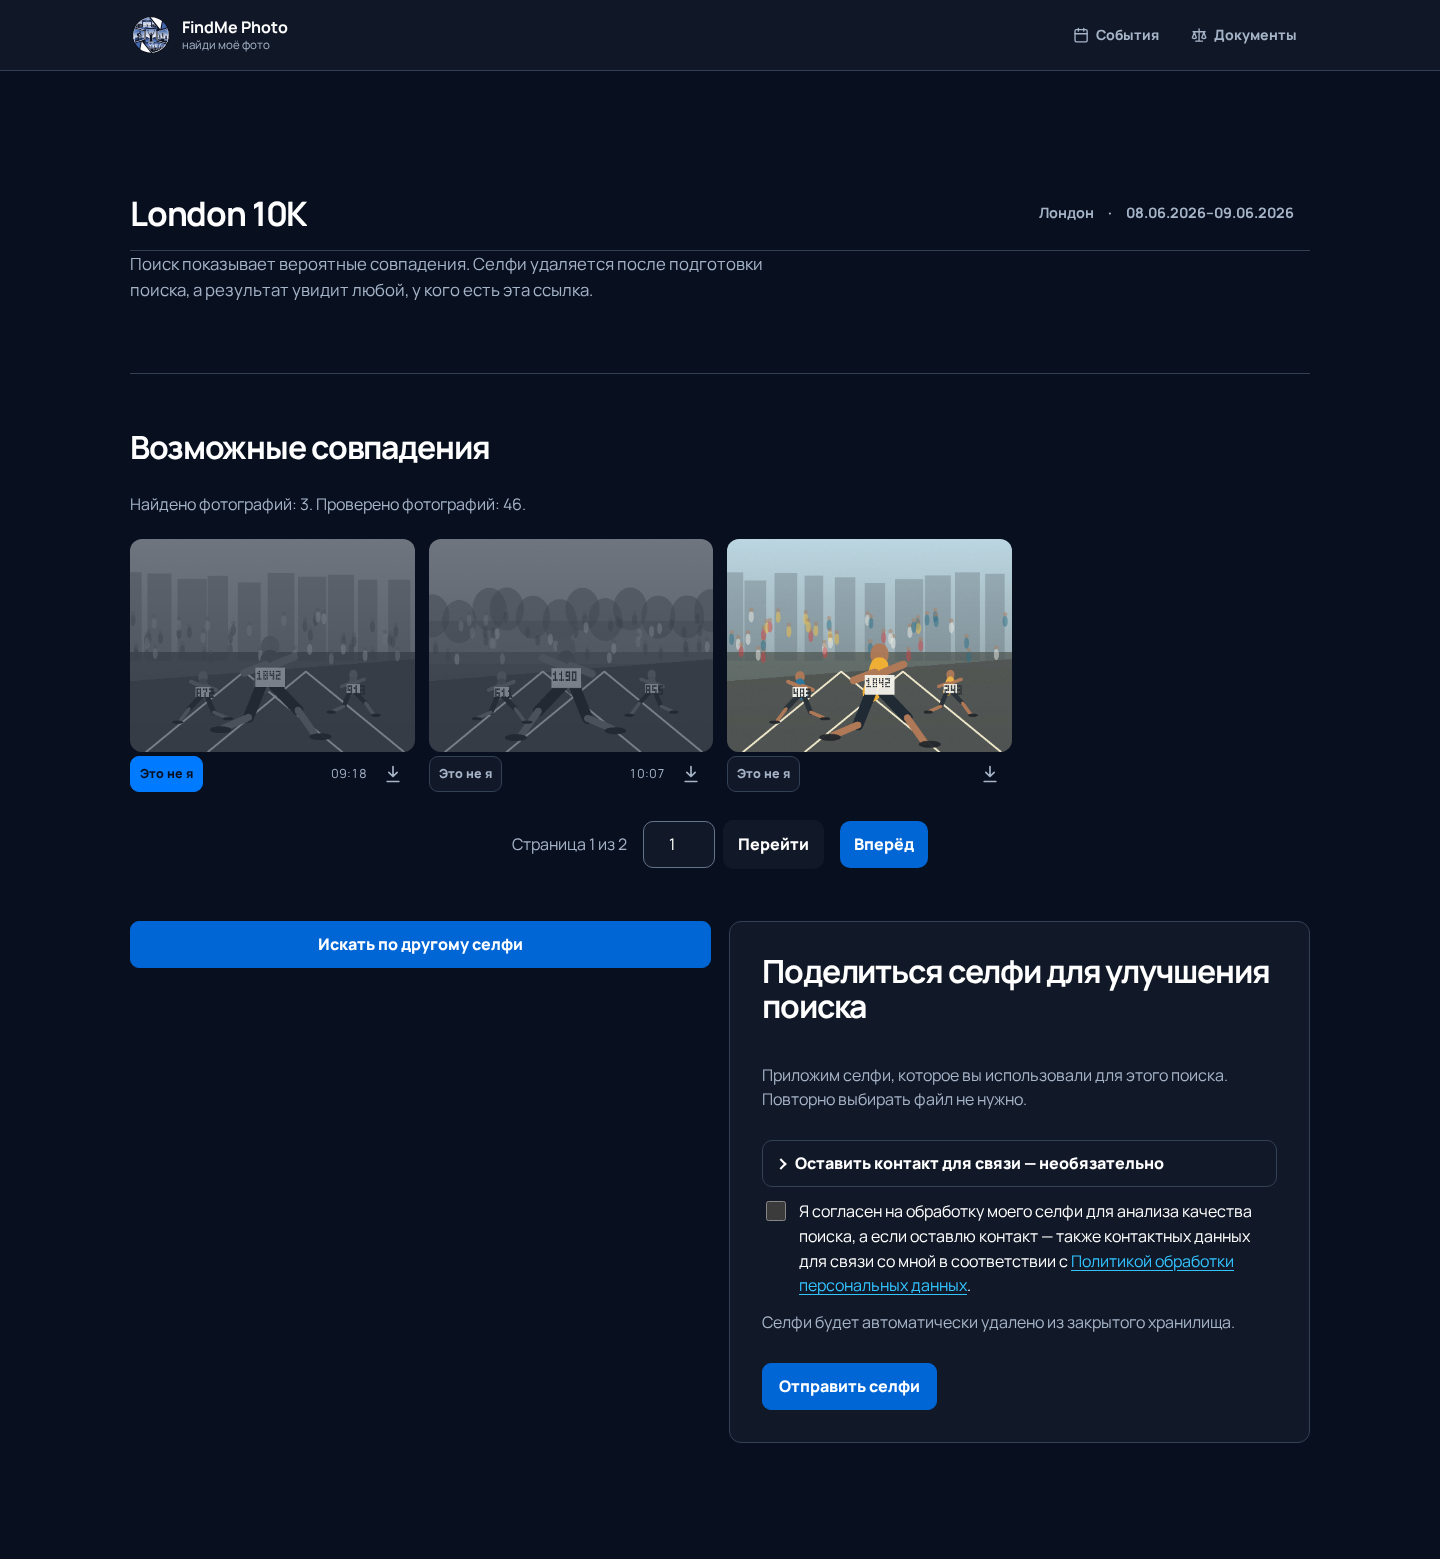 FindMe Photo
найди моё фото
События
Документы
London 10K
Лондон · 08.06.2026–09.06.2026
Поиск показывает вероятные совпадения. Селфи удаляется после подготовки
поиска, а результат увидит любой, у кого есть эта ссылка.
Возможные совпадения
Найдено фотографий: 3. Проверено фотографий: 46.
1842
1190
483
1842
Это не я
09:18
Это не я
10:07
Это не я
Страница 1 из 2
1
Перейти
Вперёд
Искать по другому селфи
Поделиться селфи для улучшения
поиска
Приложим селфи, которое вы использовали для этого поиска.
Повторно выбирать файл не нужно.
Оставить контакт для связи — необязательно
Я согласен на обработку моего селфи для анализа качества
поиска, а если оставлю контакт — также контактных данных
для связи со мной в соответствии с Политикой обработки
персональных данных.
Селфи будет автоматически удалено из закрытого хранилища.
Отправить селфи